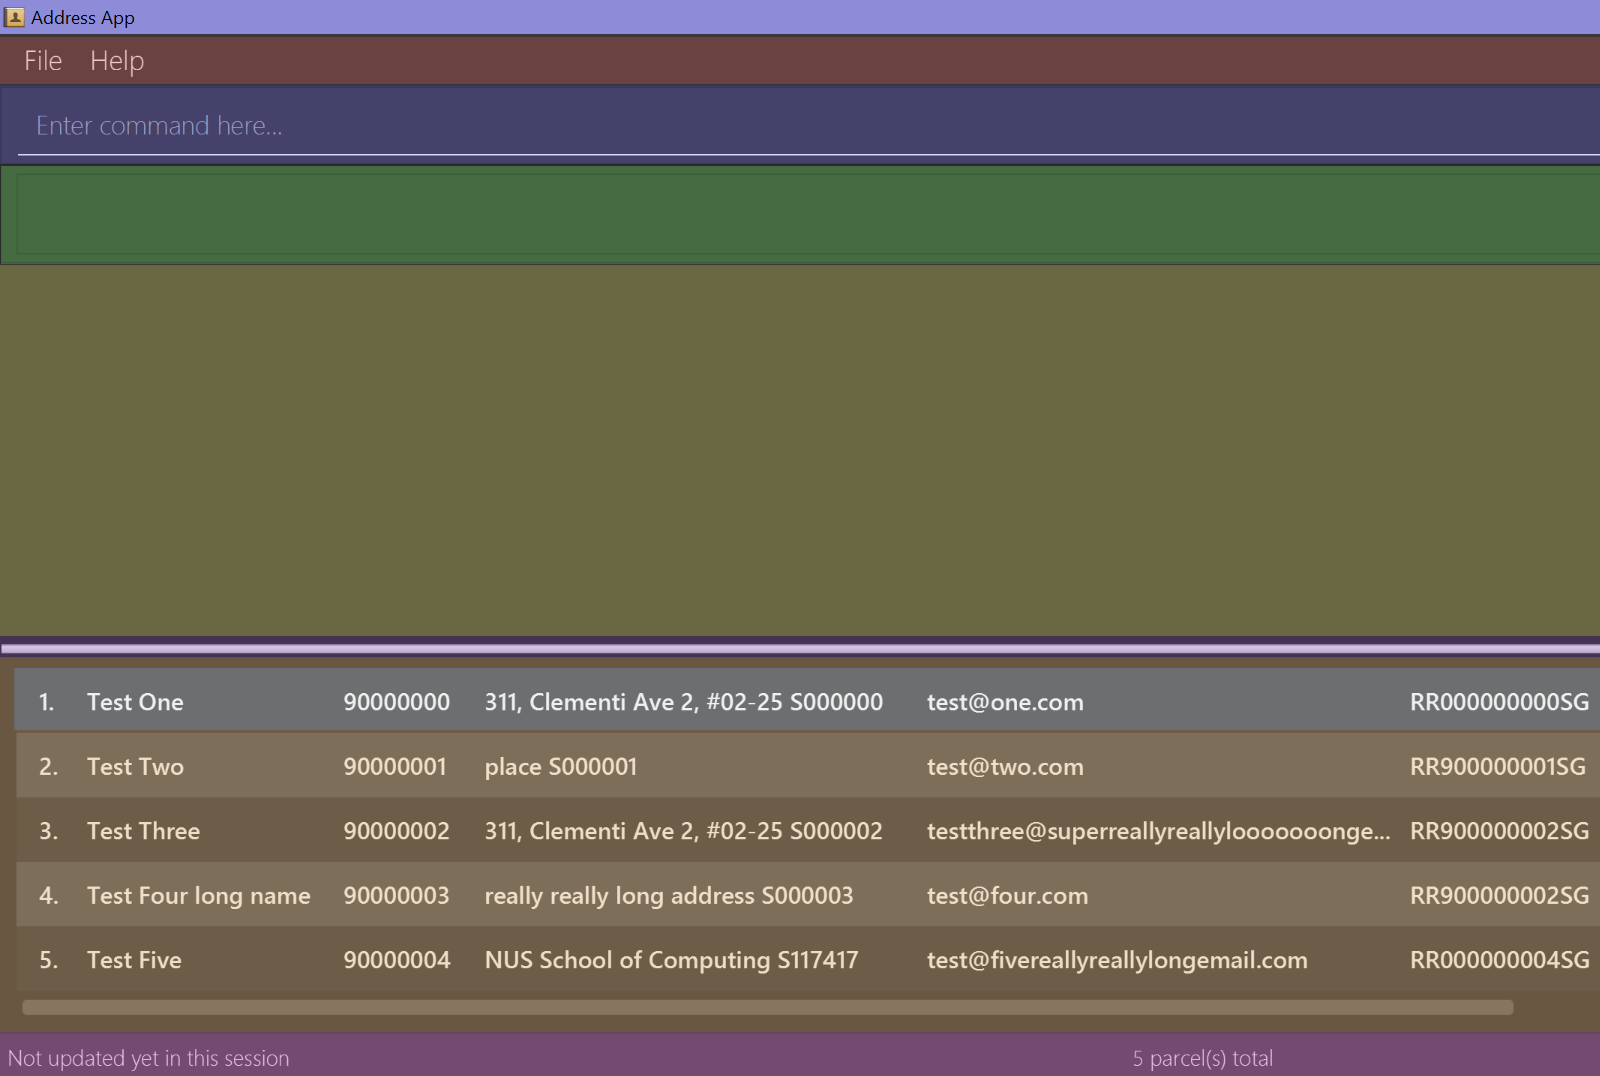 Address App
File Help
Enter command here...
1. Test One 90000000 311, Clementi Ave 2, #02-25 S000000 test@one.com RR000000000SG
2. Test Two 90000001 place S000001 test@two.com RR900000001SG
3. Test Three 90000002 311, Clementi Ave 2, #02-25 S000002 testthree@superreallyreallylooooooonge... RR900000002SG
4. Test Four long name 90000003 really really long address S000003 test@four.com RR900000002SG
5. Test Five 90000004 NUS School of Computing S117417 test@fivereallyreallylongemail.com RR000000004SG
Not updated yet in this session 5 parcel(s) total